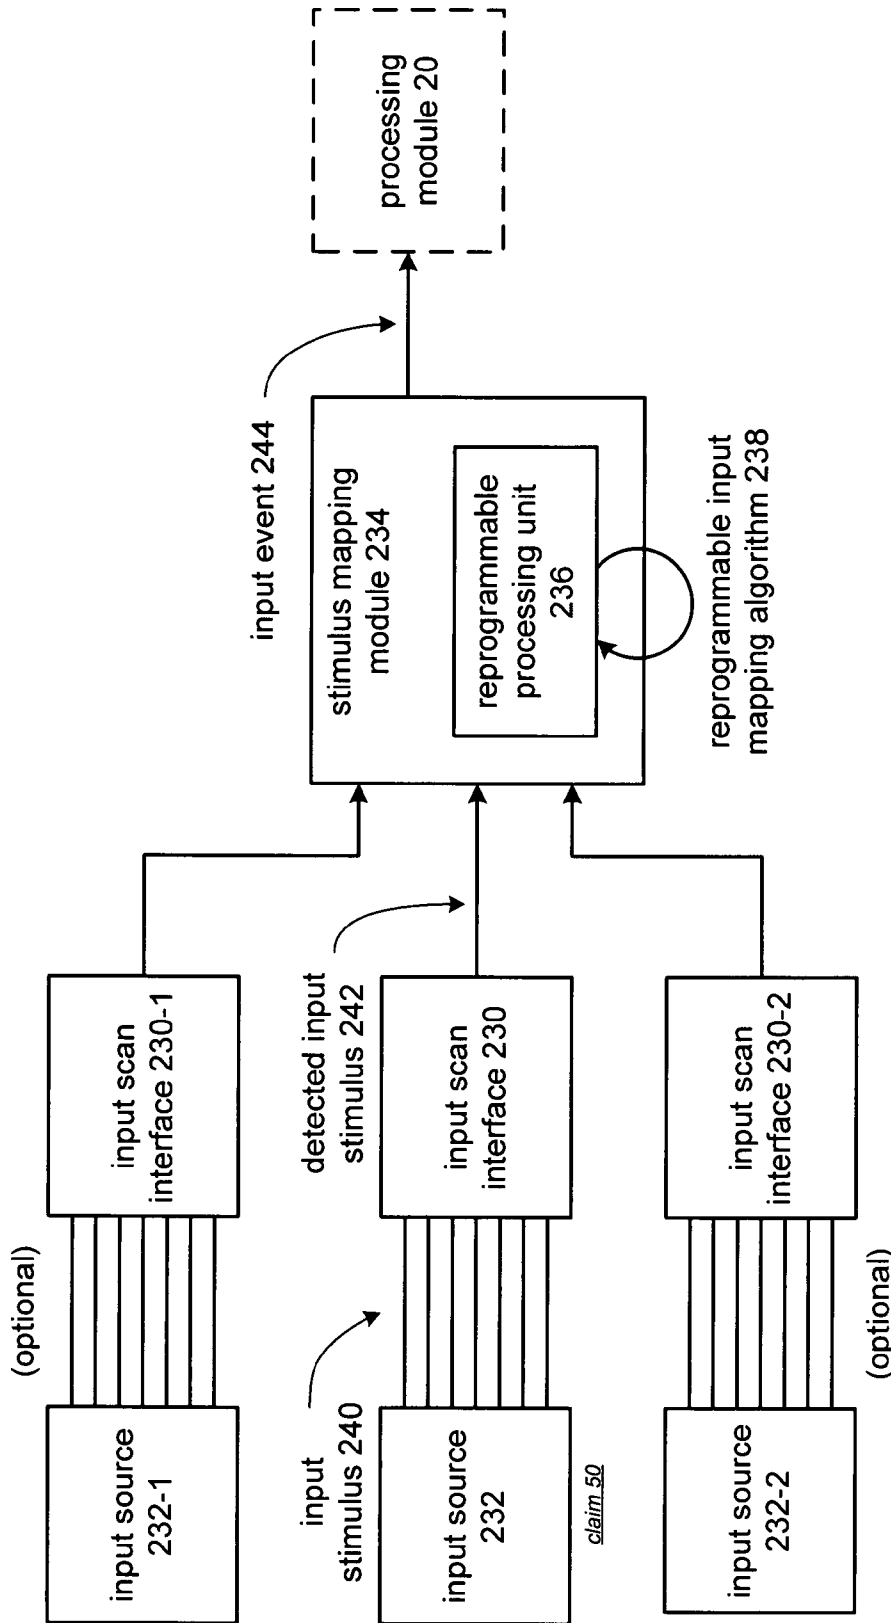 (optional)
input source
232-1
input scan
interface 230-1
input
stimulus 240
detected input
stimulus 242
input event 244
input source
232
input scan
interface 230
stimulus mapping
module 234
reprogrammable
processing unit
236
processing
module 20
claim 50
reprogrammable input
mapping algorithm 238
input source
232-2
input scan
interface 230-2
(optional)